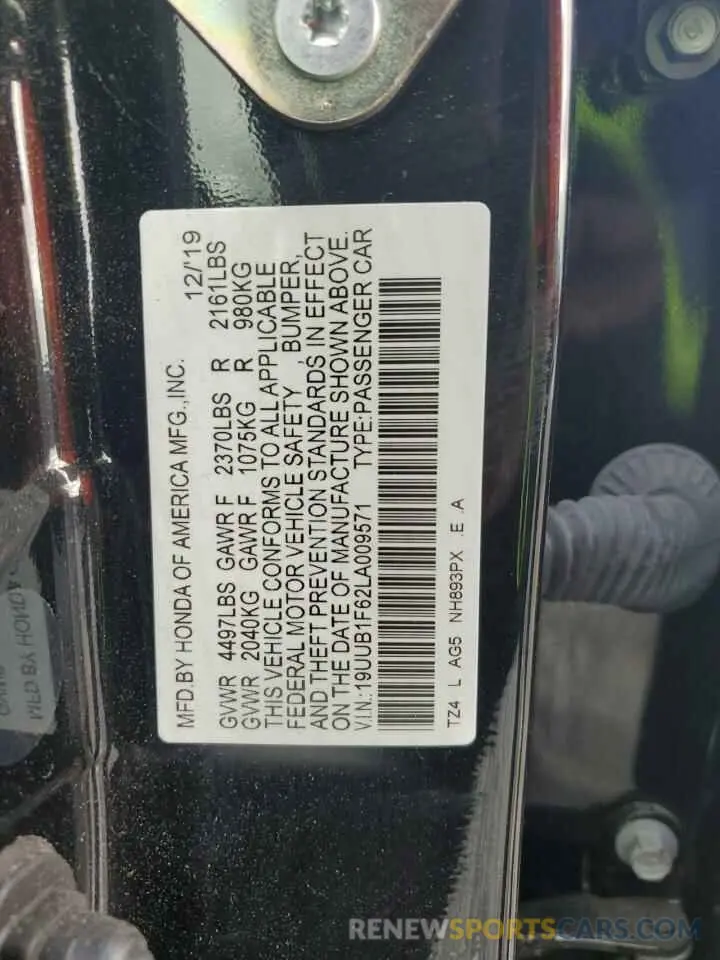 MFD.BY HONDA OF AMERICA MFG.,INC. 12/'19
GVWR 4497LBS GAWR F 2370LBS R 2161LBS
GVWR 2040KG GAWR F 1075KG R 980KG
THIS VEHICLE CONFORMS TO ALL APPLICABLE
FEDERAL MOTOR VEHICLE SAFETY , BUMPER,
AND THEFT PREVENTION STANDARDS IN EFFECT
ON THE DATE OF MANUFACTURE SHOWN ABOVE.
V.I.N.:19UUB1F62LA009571 TYPE:PASSENGER CAR
TZ4 L AG5 NH893PX .E .A
RENEWSPORTSCARS.COM